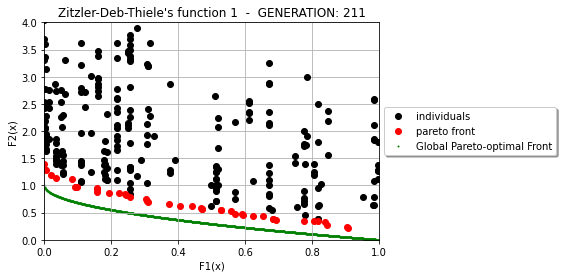 Zitzler-Deb-Thiele's function 1 - GENERATION: 211
4.0
3.5
3.0
2.5
2.0
1.5
1.0
0.5
0.0
F2(x)
0.0 0.2 0.4 0.6 0.8 1.0
F1(x)
individuals
pareto front
Global Pareto-optimal Front